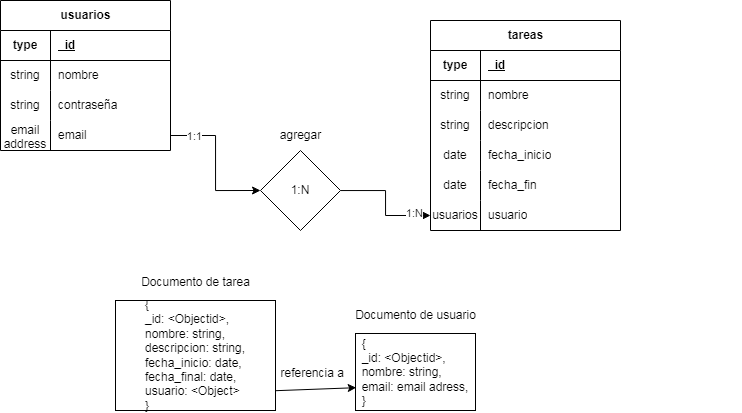 usuarios
type _id
string nombre
string contraseña
email address email
1:1
agregar
1:N
1:N
tareas
type _id
string nombre
string descripcion
date fecha_inicio
date fecha_fin
usuarios usuario
Documento de tarea
{
_id: <Objectid>,
nombre: string,
descripcion: string,
fecha_inicio: date,
fecha_final: date,
usuario: <Object>
}
referencia a
Documento de usuario
{
_id: <Objectid>,
nombre: string,
email: email adress,
}